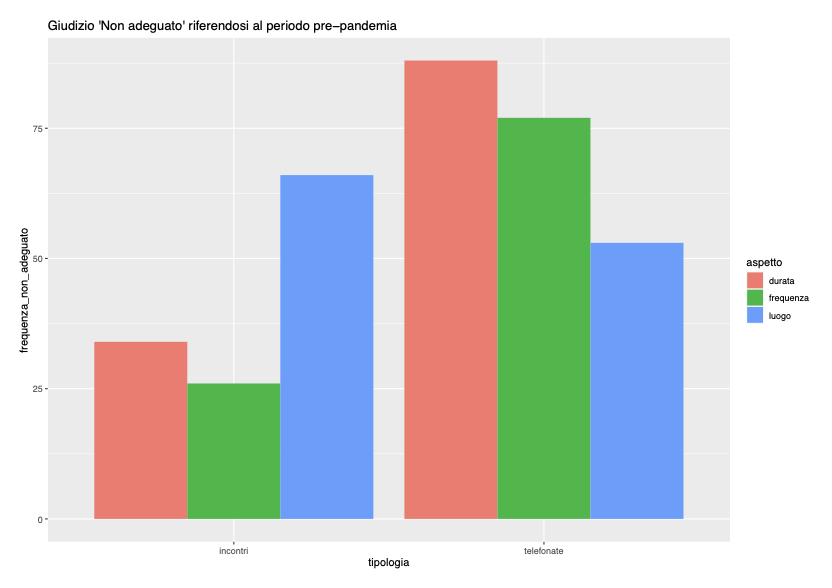 Giudizio 'Non adeguato' riferendosi al periodo pre−pandemia
frequenza_non_adeguato
75
50
25
0
incontri
telefonate
tipologia
aspetto
durata
frequenza
luogo